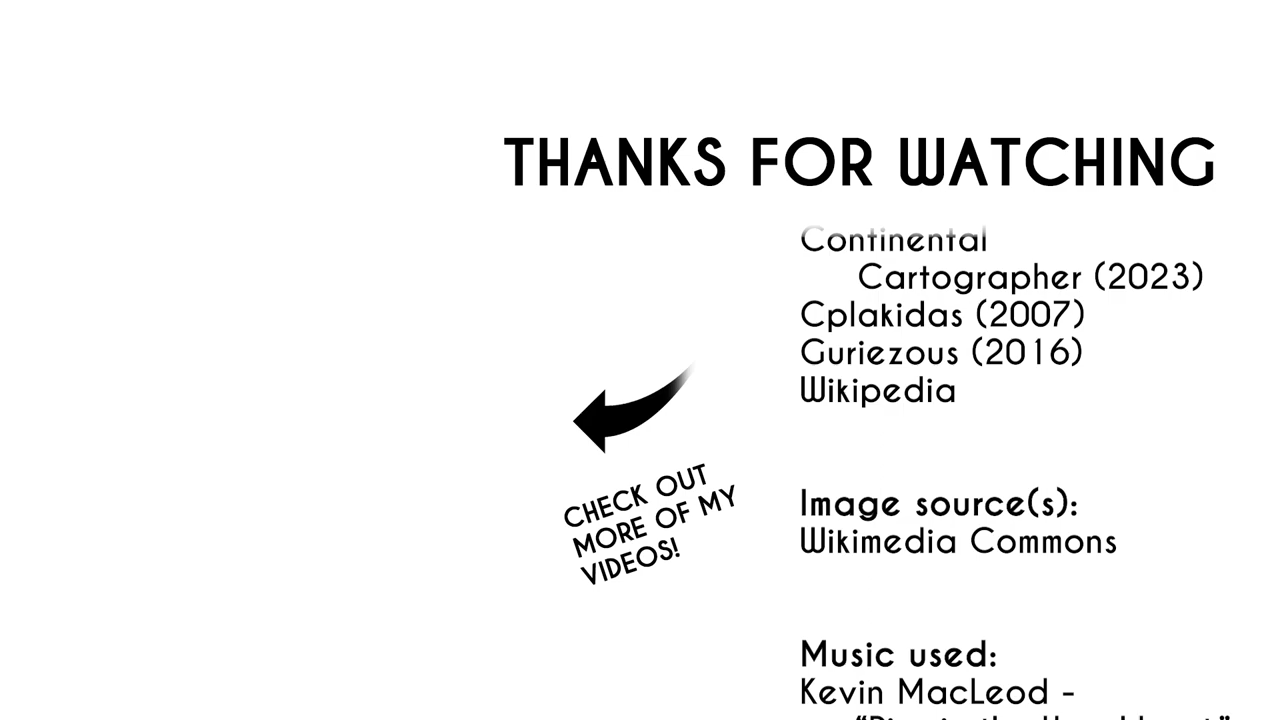 THANKS FOR WATCHING
Continental
Cartographer (2023)
Cplakidas (2007)
Guriezous (2016)
Wikipedia
CHECK OUT
MORE OF MY
VIDEOS!
Image source(s):
Wikimedia Commons
Music used:
Kevin MacLeod -